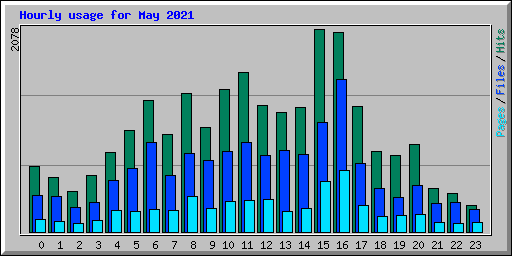 Hourly usage for May 2021
2078
Pages/Files/Hits
0 1 2 3 4 5 6 7 8 9 10 11 12 13 14 15 16 17 18 19 20 21 22 23